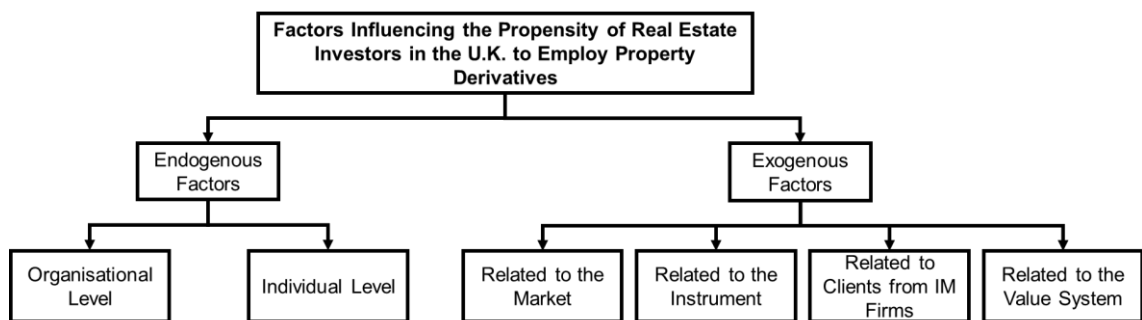 Factors Influencing the Propensity of Real Estate
Investors in the U.K. to Employ Property
Derivatives
Endogenous
Factors
Exogenous
Factors
Organisational
Level
Individual Level
Related to the
Market
Related to the
Instrument
Related to
Clients from IM
Firms
Related to the
Value System